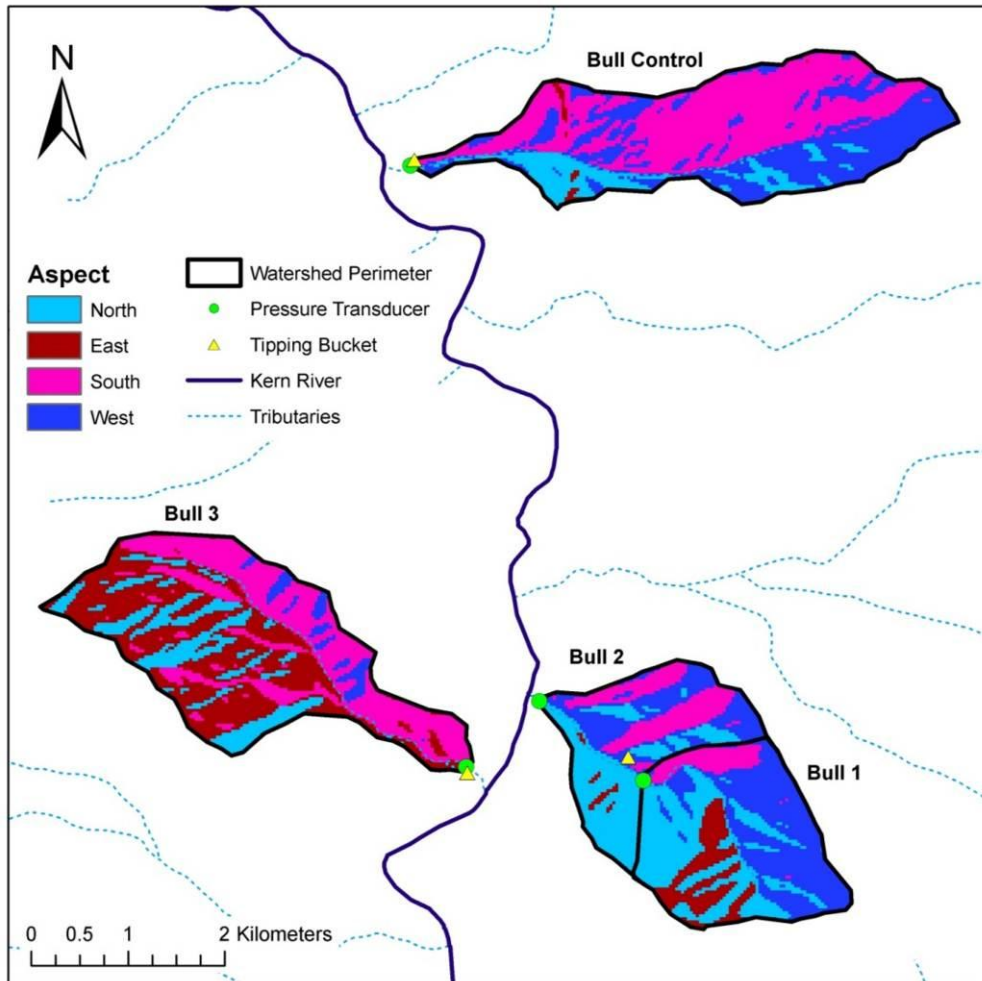 N
Bull Control
Aspect
North
East
South
West
Watershed Perimeter
Pressure Transducer
Tipping Bucket
Kern River
Tributaries
Bull 3
Bull 2
Bull 1
0 0.5 1 2 Kilometers